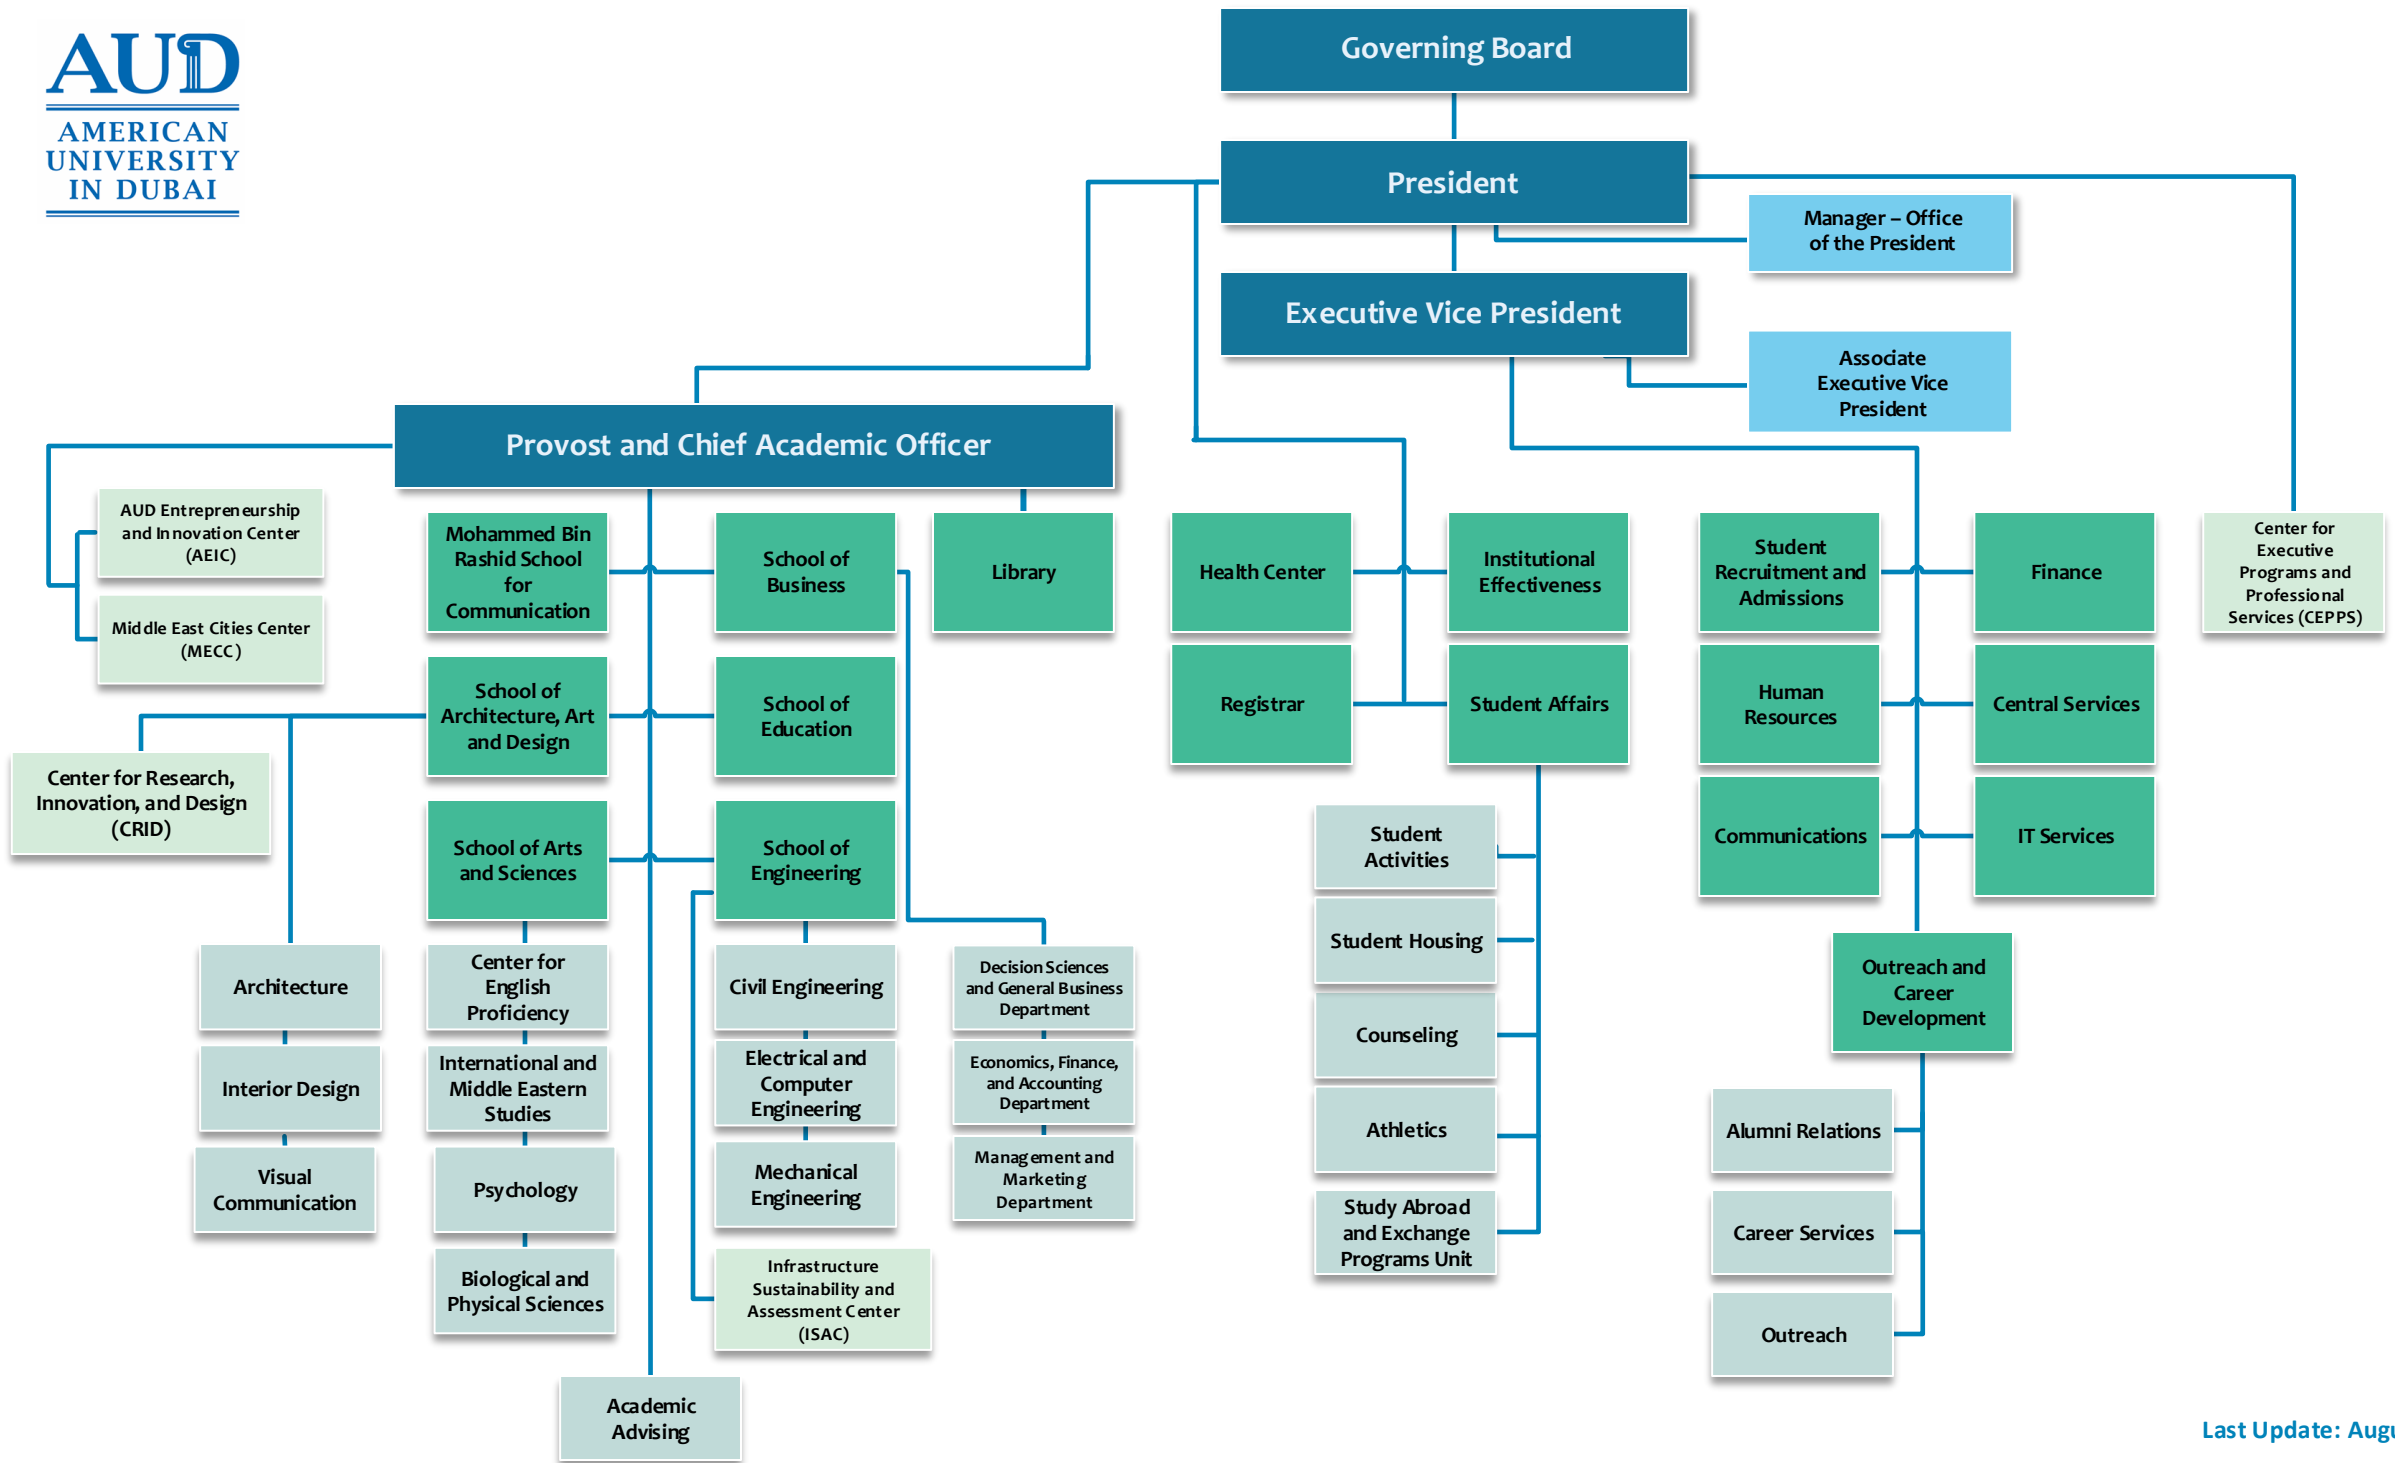 AUD
AMERICAN
UNIVERSITY
IN DUBAI
Governing Board
President
Manager – Office
of the President
Executive Vice President
Associate
Executive Vice
President
Provost and Chief Academic Officer
AUD Entrepreneurship
and Innovation Center
(AEIC)
Middle East Cities Center
(MECC)
Mohammed Bin
Rashid School
for
Communication
School of
Business
Library
Health Center
Institutional
Effectiveness
Student
Recruitment and
Admissions
Finance
Center for
Executive
Programs and
Professional
Services (CEPPS)
School of
Architecture, Art
and Design
School of
Education
Registrar
Student Affairs
Human
Resources
Central Services
Center for Research,
Innovation, and Design
(CRID)
School of Arts
and Sciences
School of
Engineering
Student
Activities
Communications
IT Services
Student Housing
Counseling
Athletics
Study Abroad
and Exchange
Programs Unit
Architecture
Interior Design
Visual
Communication
Center for
English
Proficiency
International and
Middle Eastern
Studies
Psychology
Biological and
Physical Sciences
Civil Engineering
Electrical and
Computer
Engineering
Mechanical
Engineering
Infrastructure
Sustainability and
Assessment Center
(ISAC)
Decision Sciences
and General Business
Department
Economics, Finance,
and Accounting
Department
Management and
Marketing
Department
Outreach and
Career
Development
Alumni Relations
Career Services
Outreach
Academic
Advising
Last Update: